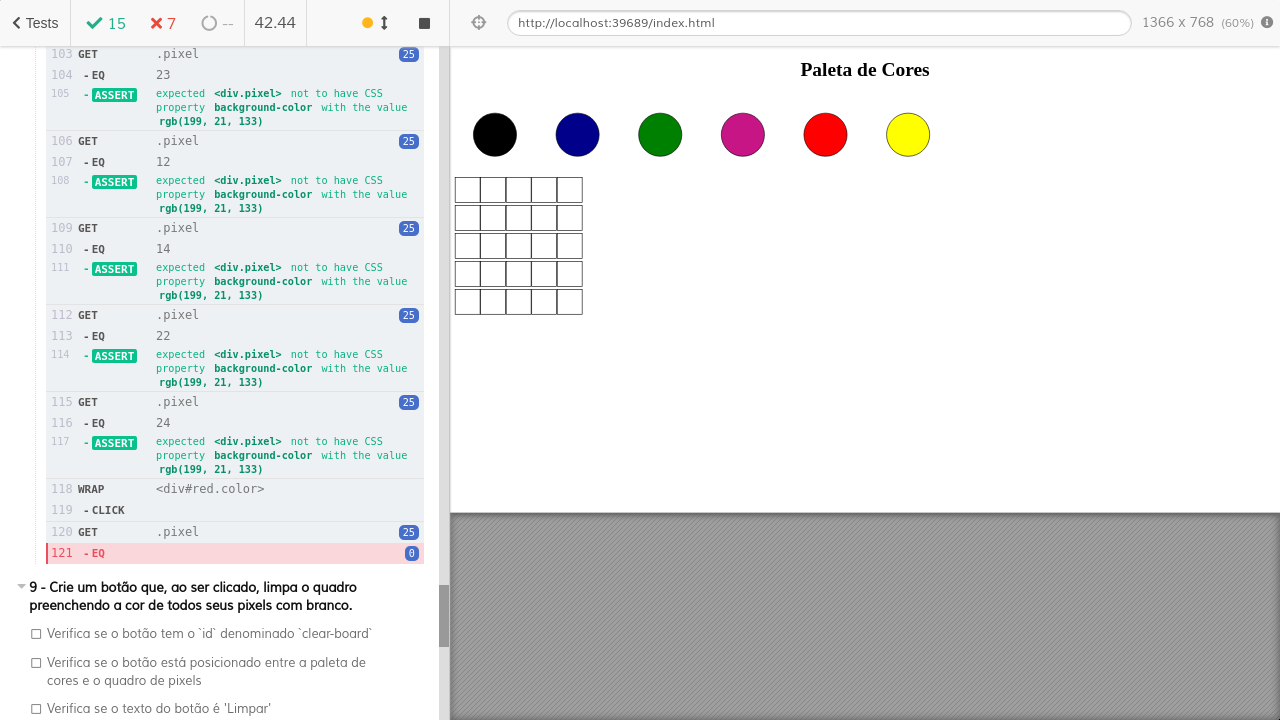 Tests 15 7 -- 42.44
http://localhost:39689/index.html 1366 x 768 (60%)
103 GET .pixel 25
104 - EQ 23
105 - ASSERT expected <div.pixel> not to have CSS
property background-color with the value
rgb(199, 21, 133)
106 GET .pixel 25
107 - EQ 12
108 - ASSERT expected <div.pixel> not to have CSS
property background-color with the value
rgb(199, 21, 133)
109 GET .pixel 25
110 - EQ 14
111 - ASSERT expected <div.pixel> not to have CSS
property background-color with the value
rgb(199, 21, 133)
112 GET .pixel 25
113 - EQ 22
114 - ASSERT expected <div.pixel> not to have CSS
property background-color with the value
rgb(199, 21, 133)
115 GET .pixel 25
116 - EQ 24
117 - ASSERT expected <div.pixel> not to have CSS
property background-color with the value
rgb(199, 21, 133)
118 WRAP <div#red.color>
119 - CLICK
120 GET .pixel 25
121 - EQ 0
9 - Crie um botão que, ao ser clicado, limpa o quadro
preenchendo a cor de todos seus pixels com branco.
Verifica se o botão tem o `id` denominado `clear-board`
Verifica se o botão está posicionado entre a paleta de
cores e o quadro de pixels
Verifica se o texto do botão é 'Limpar'
Paleta de Cores